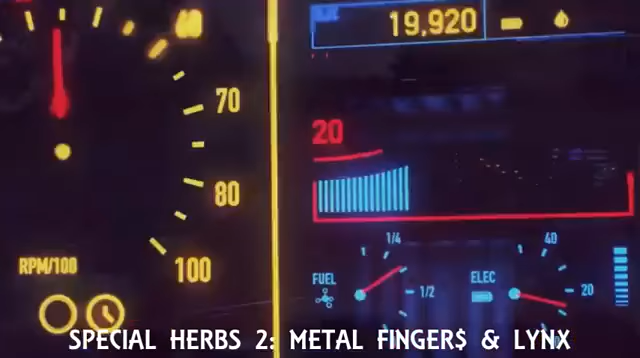 60
70
80
100
RPM/100
19,920
20
FUEL
1/4
1/2
ELEC
40
20
SPECIAL HERBS 2: METAL FINGER$ & LYNX